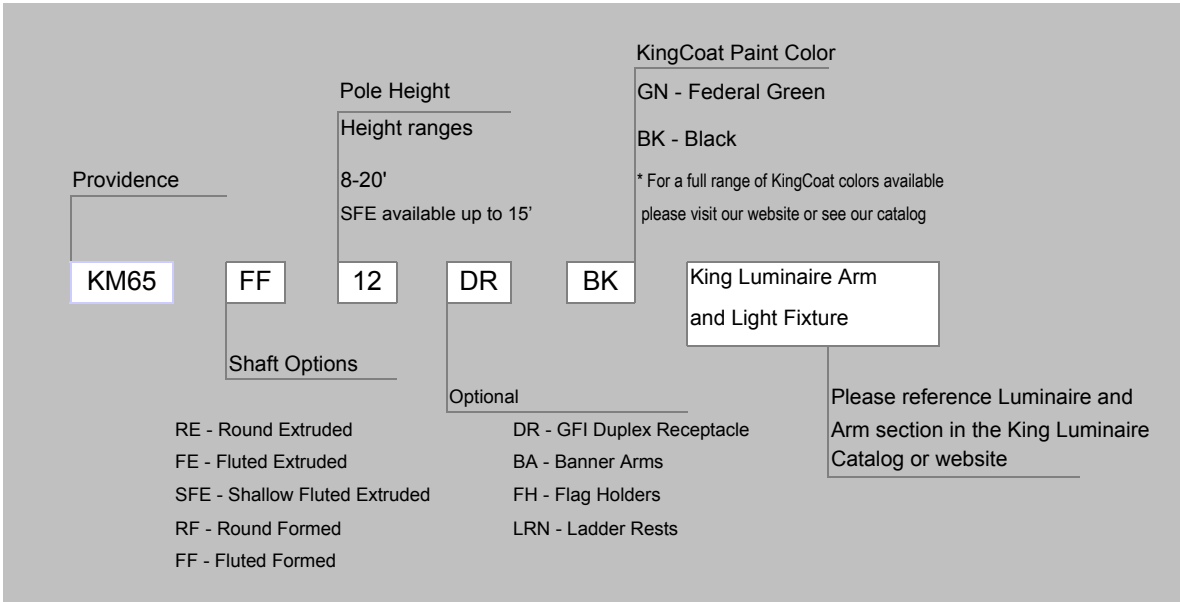 KingCoat Paint Color
GN - Federal Green
BK - Black
* For a full range of KingCoat colors available
please visit our website or see our catalog
Pole Height
Height ranges
8-20'
SFE available up to 15’
Providence
KM65
FF
12
DR
BK
King Luminaire Arm
and Light Fixture
Shaft Options
RE - Round Extruded
FE - Fluted Extruded
SFE - Shallow Fluted Extruded
RF - Round Formed
FF - Fluted Formed
Optional
DR - GFI Duplex Receptacle
BA - Banner Arms
FH - Flag Holders
LRN - Ladder Rests
Please reference Luminaire and
Arm section in the King Luminaire
Catalog or website